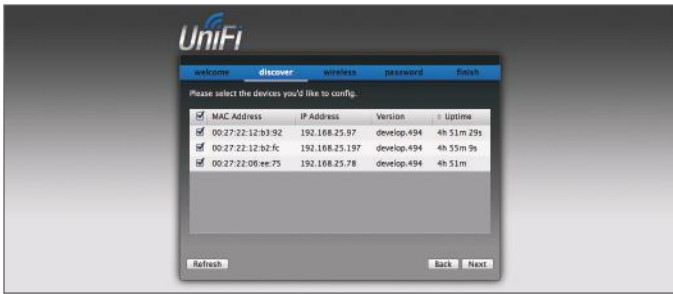 UniFi
welcome discover wireless password finish
Please select the devices you'd like to config.
MAC Address IP Address Version Uptime
00:27:22:12:b3:92 192.168.25.97 develop.494 4h 51m 29s
00:27:22:12:b2:fc 192.168.25.197 develop.494 4h 55m 9s
00:27:22:06:ee:75 192.168.25.78 develop.494 4h 51m
Refresh Back Next